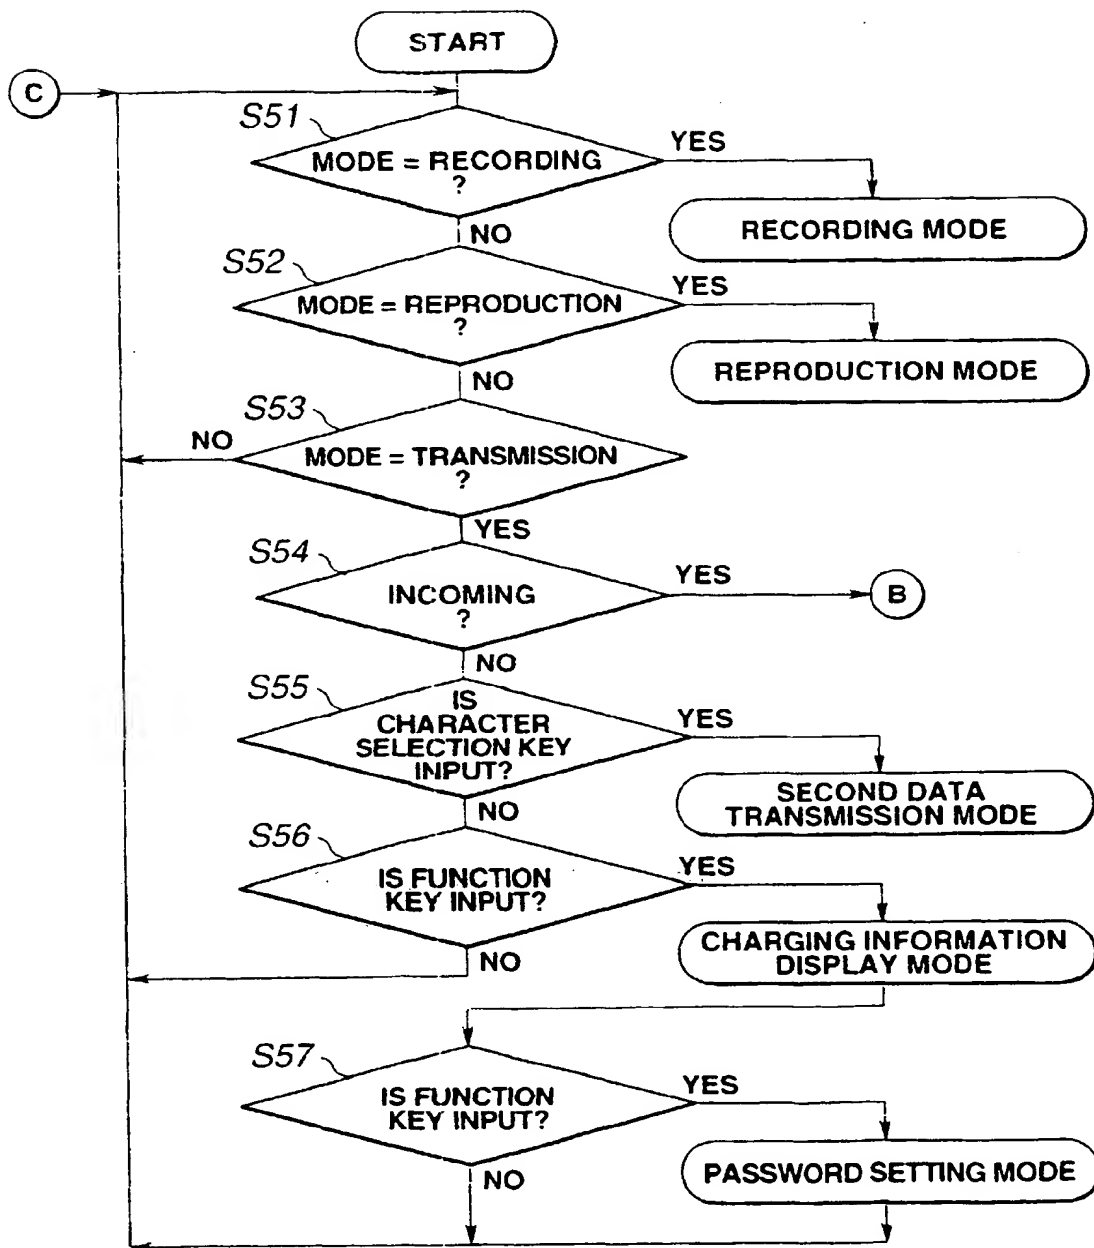 START
C
S51
MODE = RECORDING
?
YES
RECORDING MODE
NO
S52
MODE = REPRODUCTION
?
YES
REPRODUCTION MODE
NO
S53
NO
MODE = TRANSMISSION
?
YES
S54
INCOMING
?
YES
B
NO
S55
IS
CHARACTER
SELECTION KEY
INPUT?
YES
SECOND DATA
TRANSMISSION MODE
NO
S56
IS FUNCTION
KEY INPUT?
YES
CHARGING INFORMATION
DISPLAY MODE
NO
S57
IS FUNCTION
KEY INPUT?
YES
PASSWORD SETTING MODE
NO